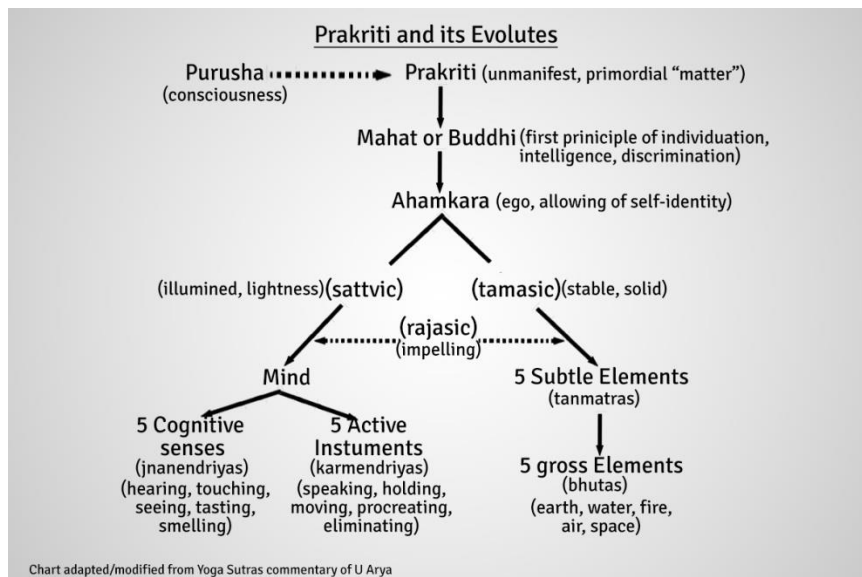 Prakriti and its Evolutes
Purusha
(consciousness)
Prakriti (unmanifest, primordial “matter”)
Mahat or Buddhi (first priniciple of individuation,
intelligence, discrimination)
Ahamkara (ego, allowing of self-identity)
(illumined, lightness) (sattvic)
(tamasic) (stable, solid)
(rajasic)
(impelling)
Mind
5 Subtle Elements
(tanmatras)
5 Cognitive
senses
(jnanendriyas)
(hearing, touching,
seeing, tasting,
smelling)
5 Active
Instuments
(karmendriyas)
(speaking, holding,
moving, procreating,
eliminating)
5 gross Elements
(bhutas)
(earth, water, fire,
air, space)
Chart adapted/modified from Yoga Sutras commentary of U Arya